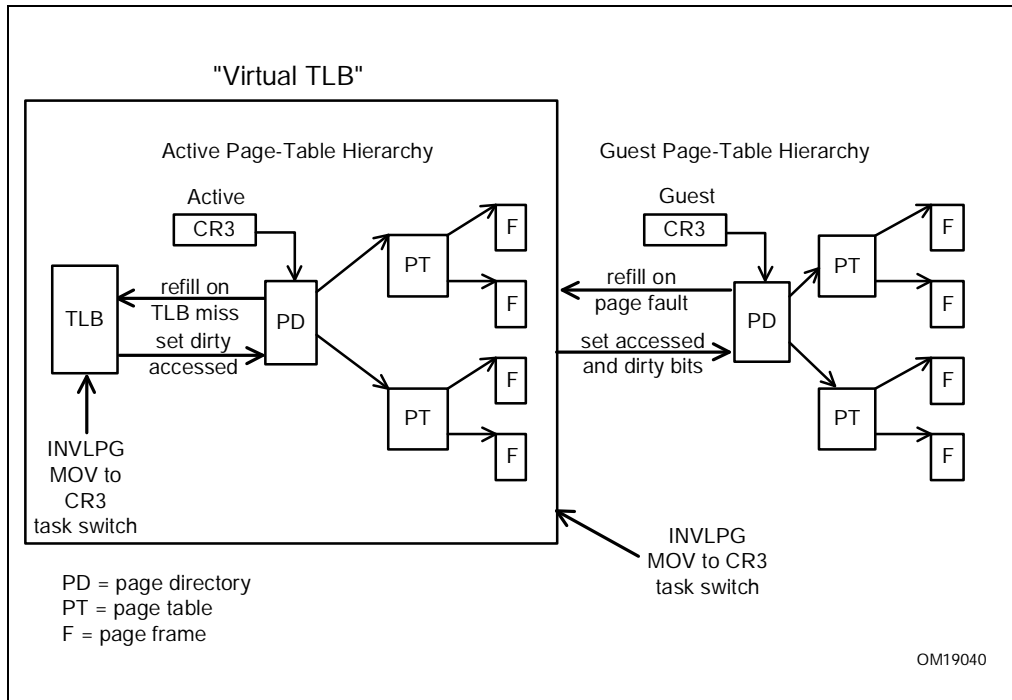 "Virtual TLB"
Active Page-Table Hierarchy
Guest Page-Table Hierarchy
Active
CR3
Guest
CR3
F
F
PT
PT
F
F
TLB
refill on
TLB miss
set dirty
accessed
PD
refill on
page fault
set accessed
and dirty bits
PD
F
F
PT
PT
F
F
INVLPG
MOV to
CR3
task switch
INVLPG
MOV to CR3
task switch
PD = page directory
PT = page table
F = page frame
OM19040